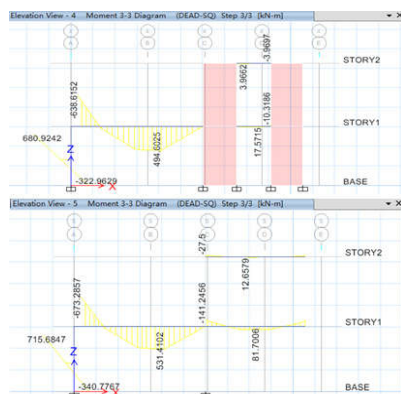 Elevation View - 4   Moment 3-3 Diagram   (DEAD-SQ)  Step 3/3  [kN-m]
-3.9697
STORY2
3.9662
-638.6152
-10.3186
STORY1
680.9242
494.6025
17.5715
Z
-322.9629
X
BASE
Elevation View - 5   Moment 3-3 Diagram   (DEAD-SQ)  Step 3/3  [kN-m]
-27.5
STORY2
12.6579
-673.2857
-141.2456
STORY1
715.6847
531.4102
81.7006
Z
-340.7767
X
BASE